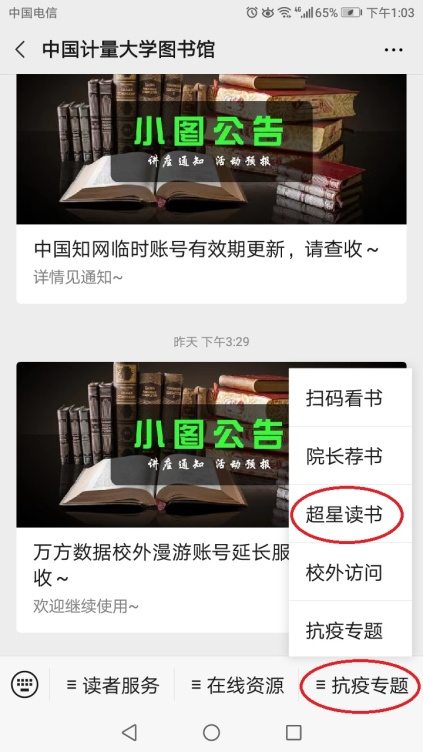 中国电信 65% 下午1:03
中国计量大学图书馆
小图公告
讲座通知 活动预报
中国知网临时账号有效期更新，请查收~
详情见通知~
昨天 下午3:29
小图公告
讲座通知 活动预报
万方数据校外漫游账号延长服
收~
欢迎继续使用~
扫码看书
院长荐书
超星读书
校外访问
抗疫专题
读者服务
在线资源
抗疫专题